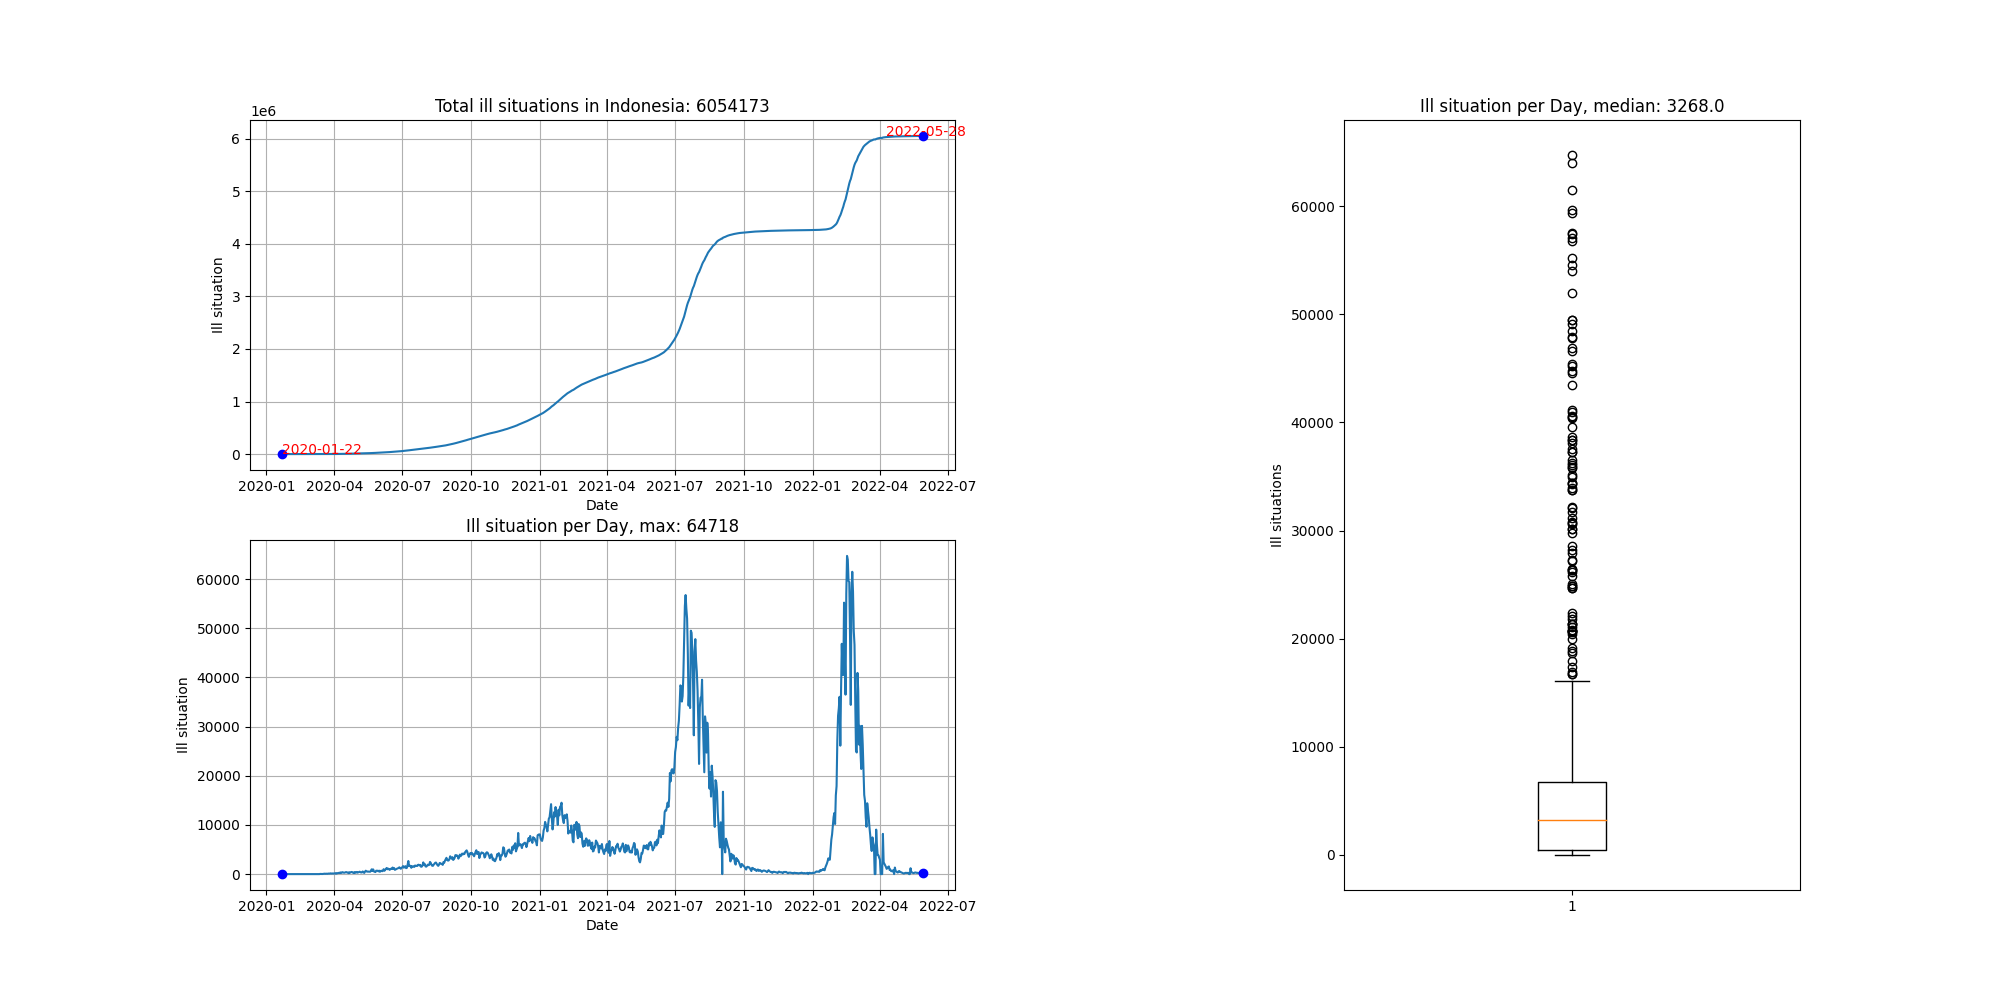 Total ill situations in Indonesia: 6054173
1e6
6
5
4
3
2
1
0
Ill situation
2022-05-28
2020-01-22
2020-01 2020-04 2020-07 2020-10 2021-01 2021-04 2021-07 2021-10 2022-01 2022-04 2022-07
Date
Ill situation per Day, max: 64718
60000
50000
40000
30000
20000
10000
0
Ill situation
2020-01 2020-04 2020-07 2020-10 2021-01 2021-04 2021-07 2021-10 2022-01 2022-04 2022-07
Date
Ill situation per Day, median: 3268.0
60000
50000
40000
30000
20000
10000
0
Ill situations
1